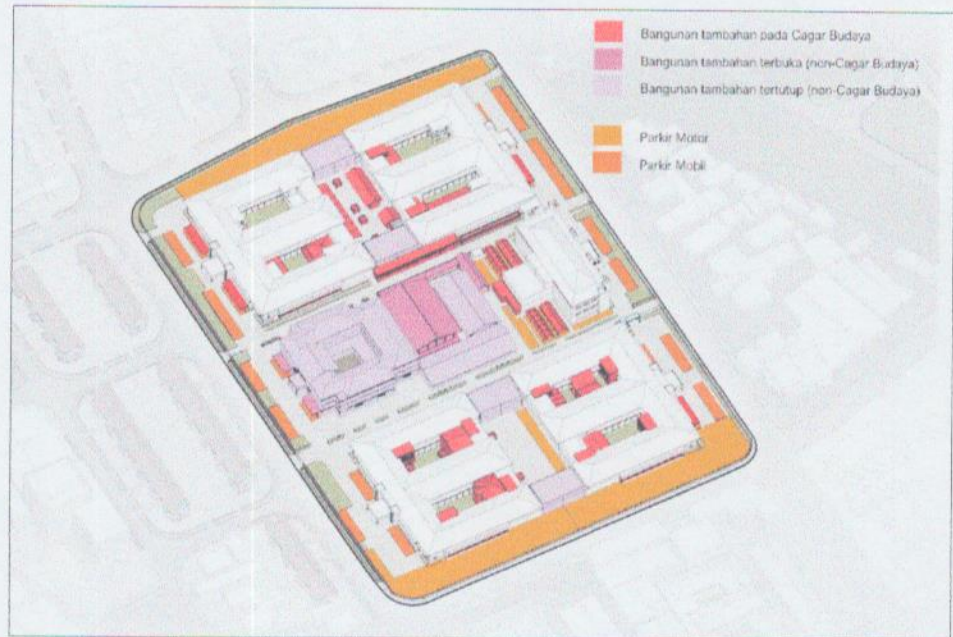 Bangunan tambahan pada Cagar Budaya
Bangunan tambahan terbuka (non-Cagar Budaya)
Bangunan tambahan tertutup (non-Cagar Budaya)
Parkir Motor
Parkir Mobil